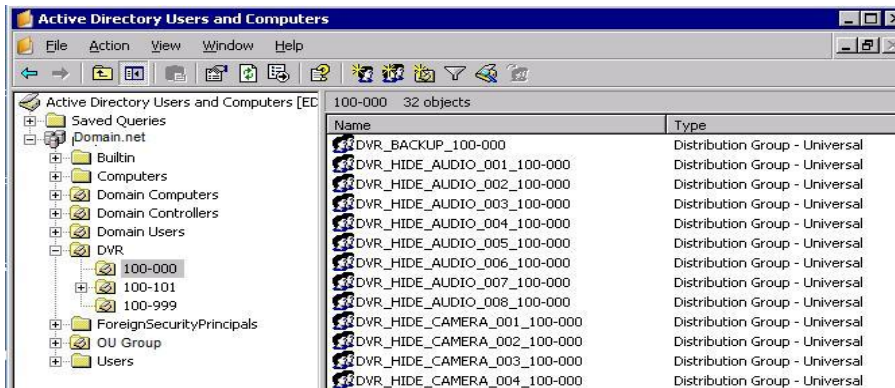 Active Directory Users and Computers
File Action View Window Help
Active Directory Users and Computers [ED
Saved Queries
Domain.net
Builtin
Computers
Domain Computers
Domain Controllers
Domain Users
DVR
100-000
100-101
100-999
ForeignSecurityPrincipals
OU Group
Users
100-000 32 objects
Name Type
DVR_BACKUP_100-000 Distribution Group - Universal
DVR_HIDE_AUDIO_001_100-000 Distribution Group - Universal
DVR_HIDE_AUDIO_002_100-000 Distribution Group - Universal
DVR_HIDE_AUDIO_003_100-000 Distribution Group - Universal
DVR_HIDE_AUDIO_004_100-000 Distribution Group - Universal
DVR_HIDE_AUDIO_005_100-000 Distribution Group - Universal
DVR_HIDE_AUDIO_006_100-000 Distribution Group - Universal
DVR_HIDE_AUDIO_007_100-000 Distribution Group - Universal
DVR_HIDE_AUDIO_008_100-000 Distribution Group - Universal
DVR_HIDE_CAMERA_001_100-000 Distribution Group - Universal
DVR_HIDE_CAMERA_002_100-000 Distribution Group - Universal
DVR_HIDE_CAMERA_003_100-000 Distribution Group - Universal
DVR_HIDE_CAMERA_004_100-000 Distribution Group - Universal